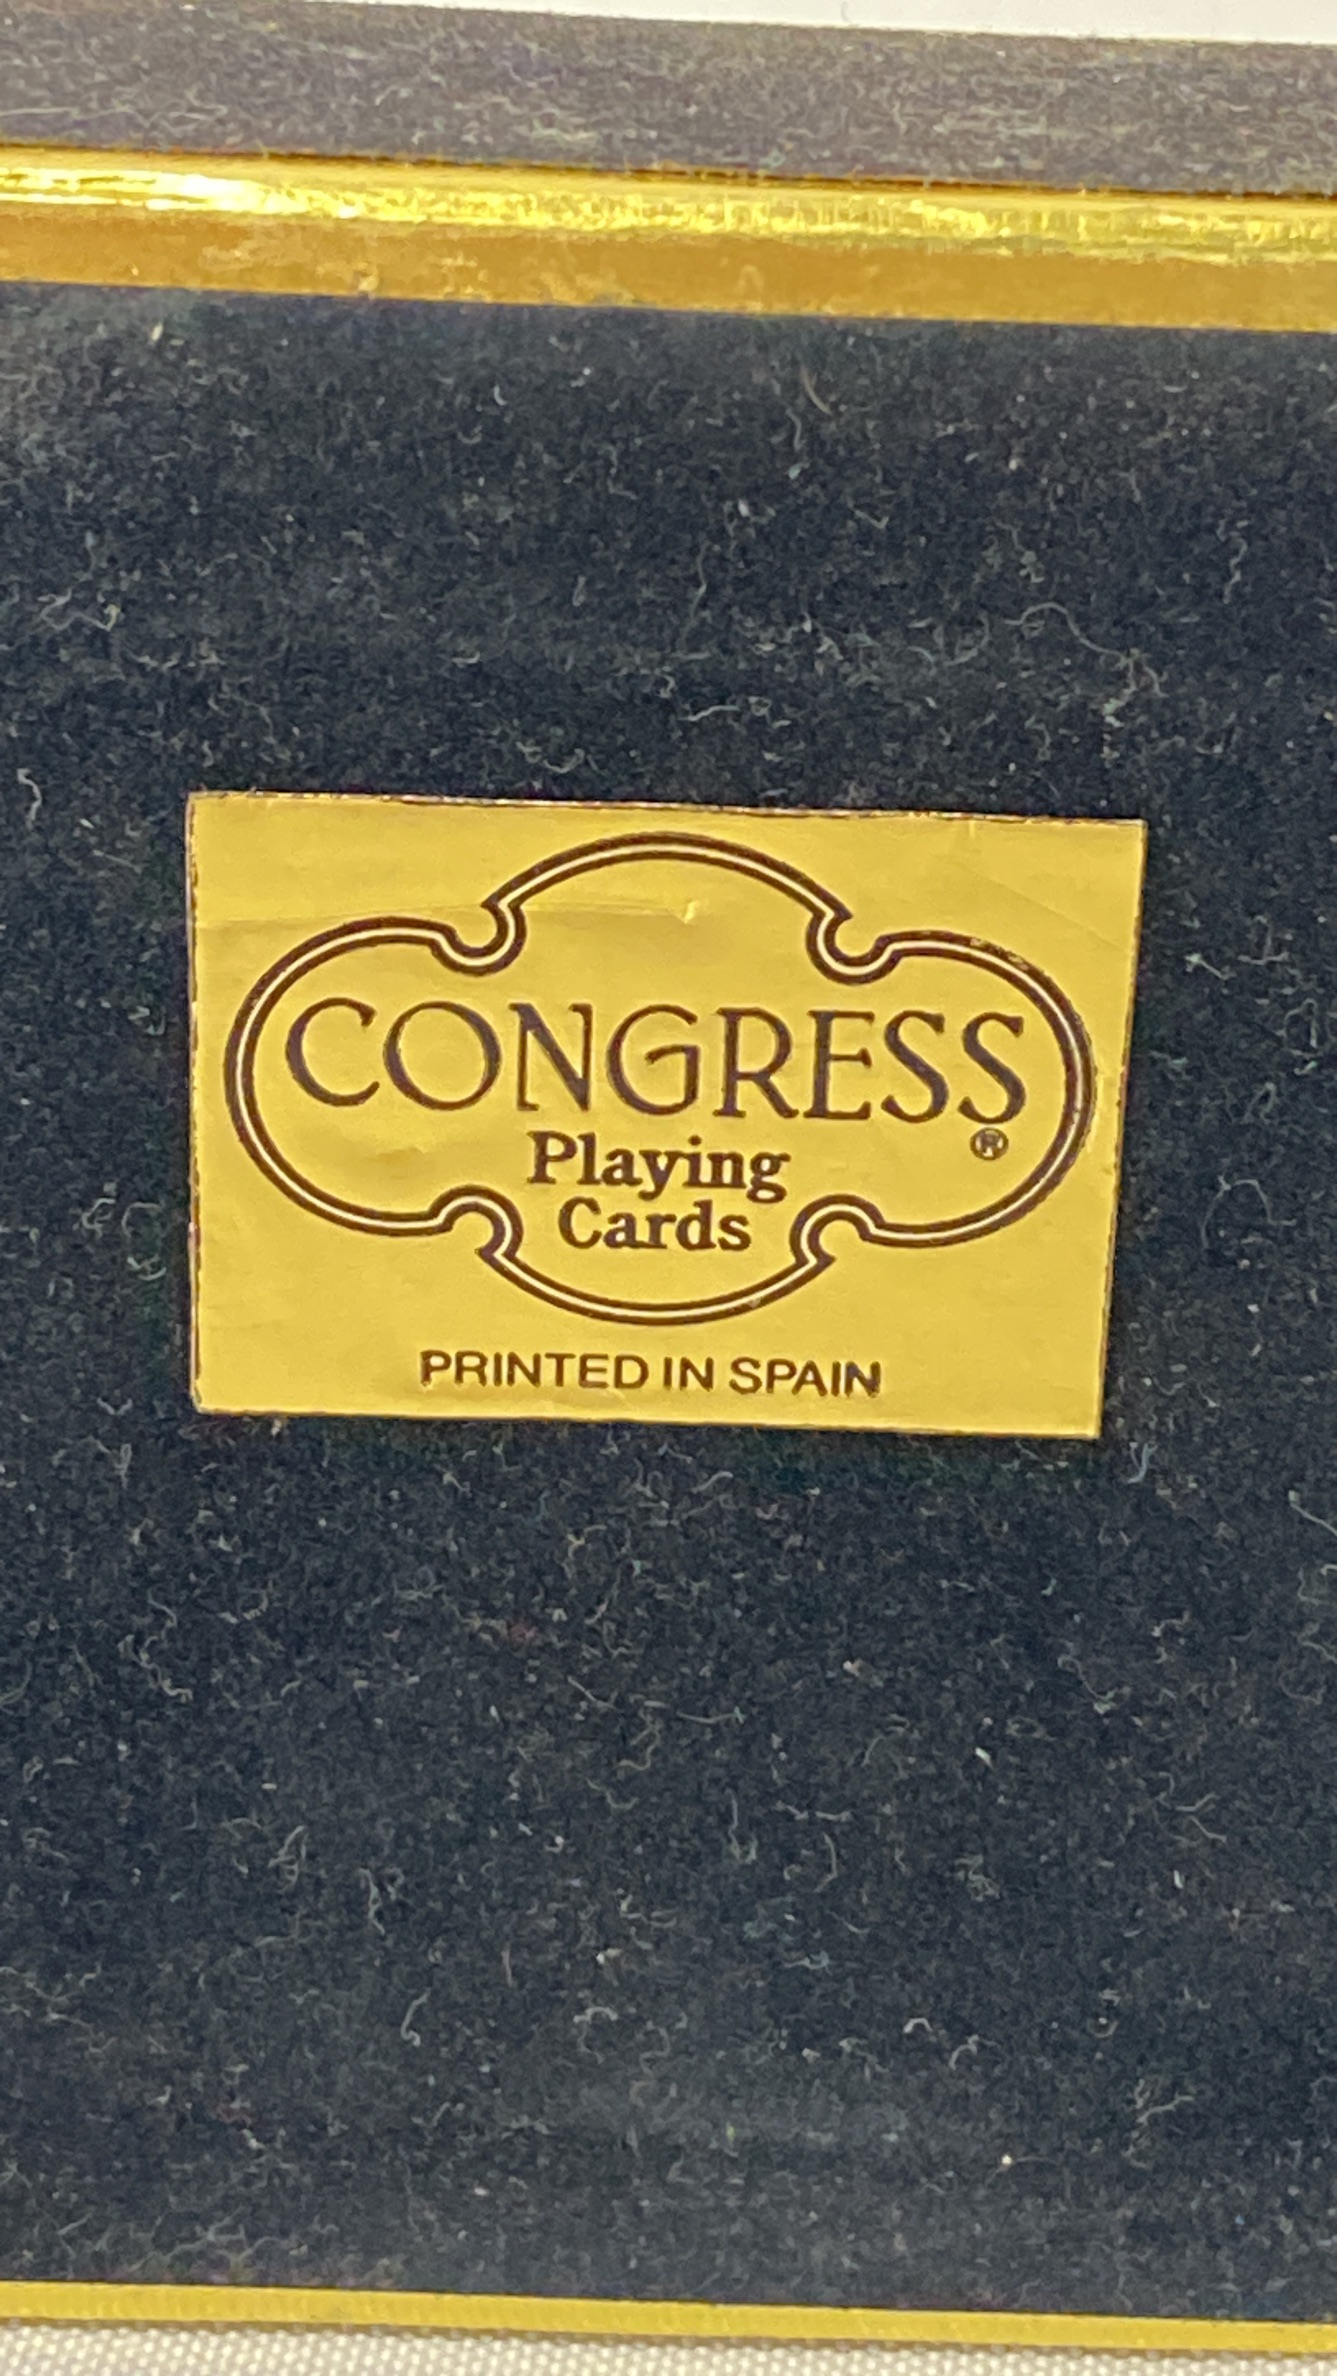 CONGRESS
®
Playing
Cards
PRINTED IN SPAIN